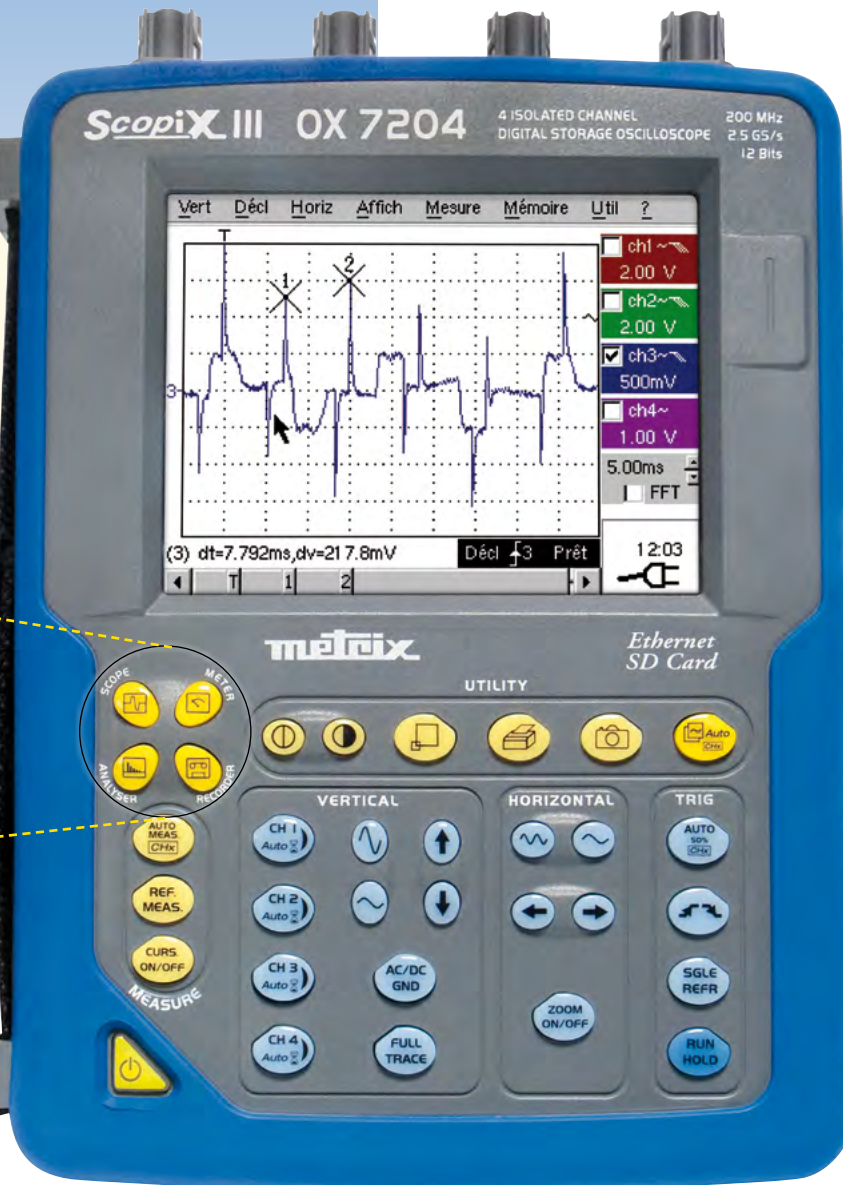 ScopiX III OX 7204
4 ISOLATED CHANNEL
DIGITAL STORAGE OSCILLOSCOPE
200 MHz
2.5 GS/s
12 Bits
Vert Décl Horiz Affich Mesure Mémoire Util ?
T
1
2
3
ch1
2.00 V
ch2
2.00 V
ch3
500mV
ch4
1.00 V
5.00ms
FFT
(3) dt=7.792ms,dv=217.8mV
Décl 3 Prêt
12:03
T 1 2
metrix
Ethernet
SD Card
SCOPE
METER
ANALYSER
RECORDER
UTILITY
Auto
CHx
AUTO
MEAS.
CHx
REF.
MEAS.
CURS.
ON/OFF
MEASURE
VERTICAL
CH 1
Auto
CH 2
Auto
CH 3
Auto
CH 4
Auto
AC/DC
GND
FULL
TRACE
HORIZONTAL
ZOOM
ON/OFF
TRIG
AUTO
50%
CHx
SGLE
REFR
RUN
HOLD